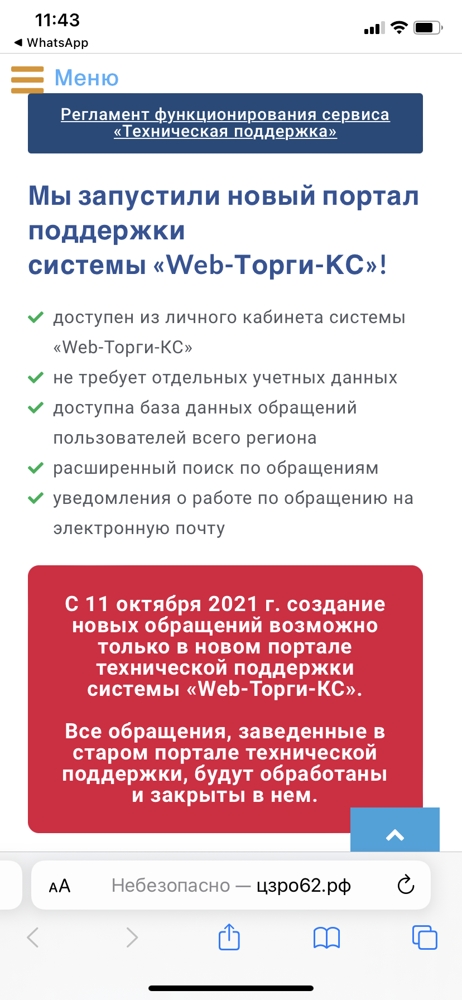 11:43
WhatsApp
Меню
Регламент функционирования сервиса
«Техническая поддержка»
Мы запустили новый портал
поддержки
системы «Web-Торги-КС»!
доступен из личного кабинета системы
«Web-Торги-КС»
не требует отдельных учетных данных
доступна база данных обращений
пользователей всего региона
расширенный поиск по обращениям
уведомления о работе по обращению на
электронную почту
С 11 октября 2021 г. создание
новых обращений возможно
только в новом портале
технической поддержки
системы «Web-Торги-КС».
Все обращения, заведенные в
старом портале технической
поддержки, будут обработаны
и закрыты в нем.
АА Небезопасно — цзро62.рф